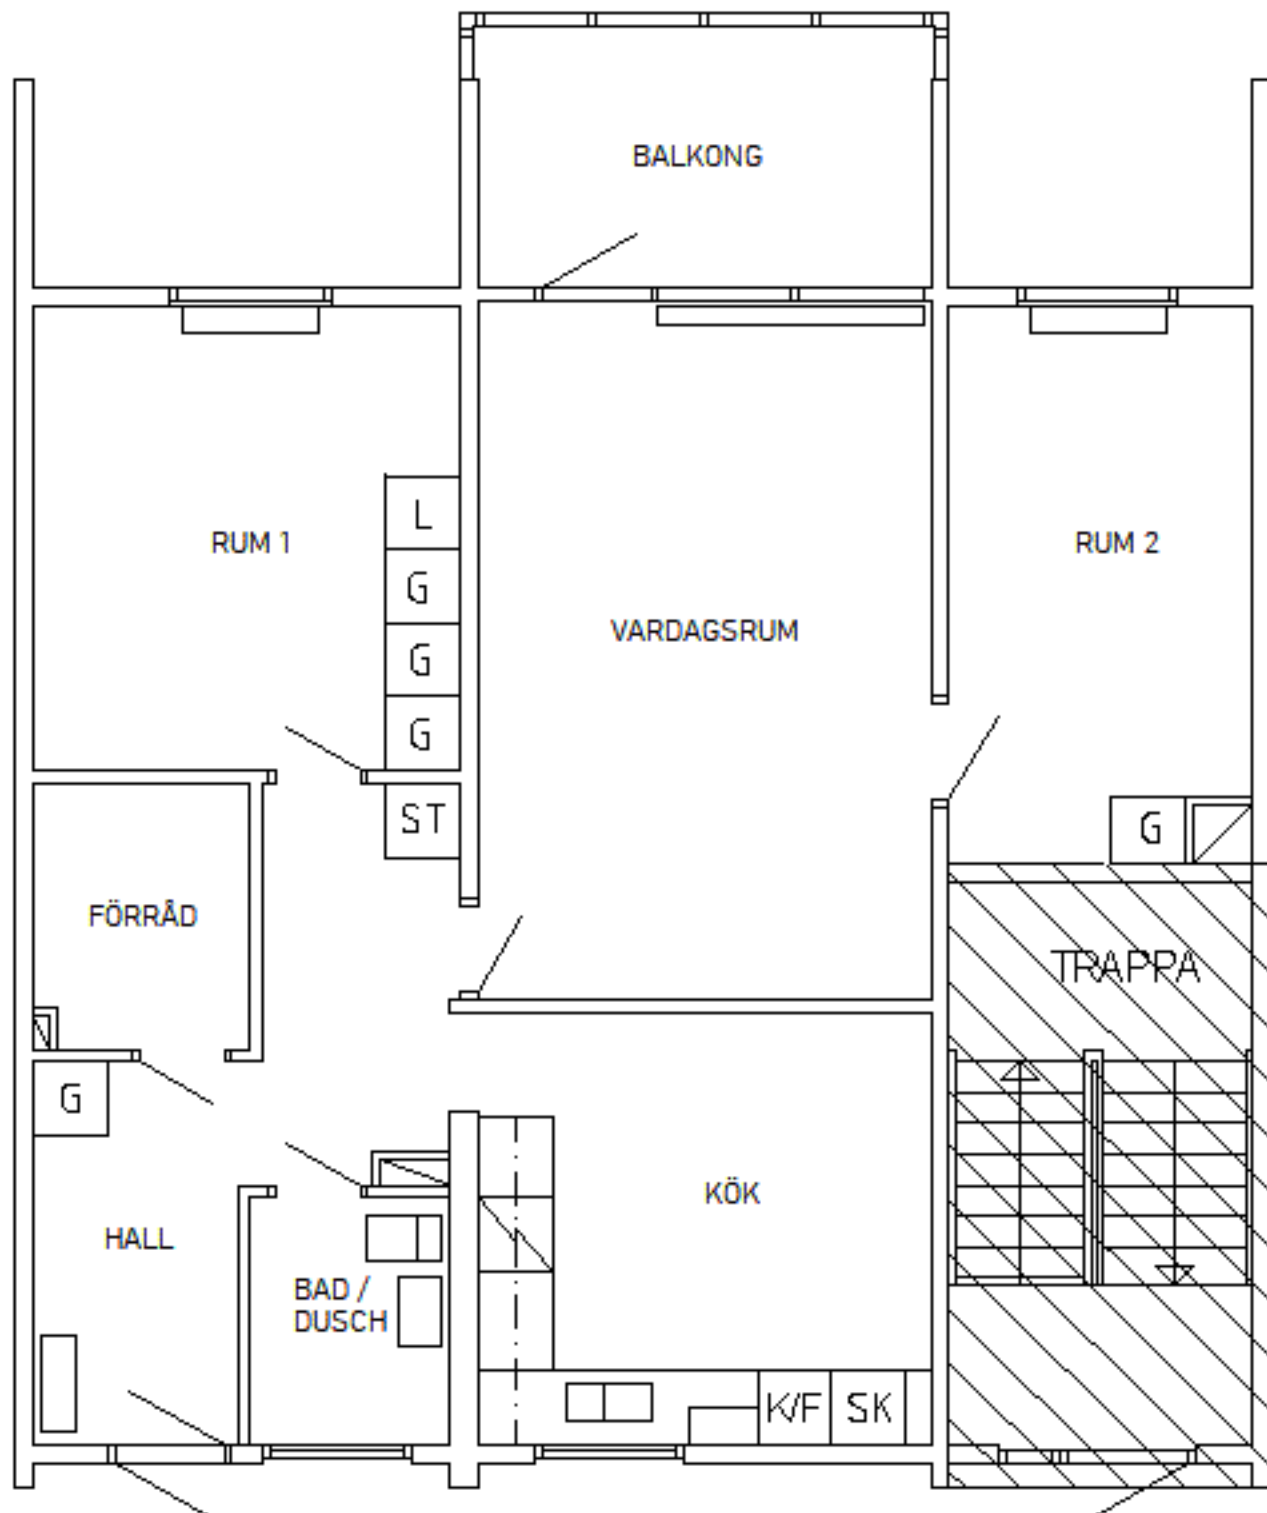 BALKONG
RUM 1
L
G
G
G
ST
VARDAGSRUM
RUM 2
G
FÖRRÅD
TRAPPA
G
HALL
BAD /
DUSCH
KÖK
K/F
SK